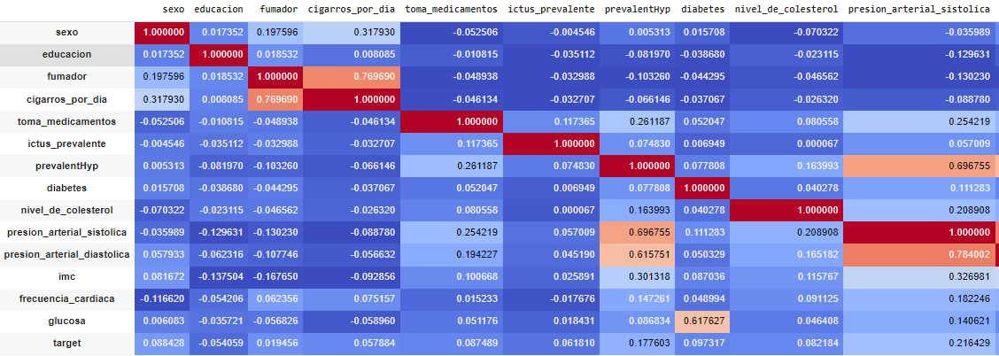 sexo educacion fumador cigarros_por_dia toma_medicamentos ictus_prevalente prevalentHyp diabetes nivel_de_colesterol presion_arterial_sistolica
sexo 1.000000 0.017352 0.197596 0.317930 -0.052506 -0.004546 0.005313 0.015708 -0.070322 -0.035989
educacion 0.017352 1.000000 0.018532 0.008085 -0.010815 -0.035112 -0.081970 -0.038680 -0.023115 -0.129631
fumador 0.197596 0.018532 1.000000 0.769690 -0.048938 -0.032988 -0.103260 -0.044295 -0.046562 -0.130230
cigarros_por_dia 0.317930 0.008085 0.769690 1.000000 -0.046134 -0.032707 -0.066146 -0.037067 -0.026320 -0.088780
toma_medicamentos -0.052506 -0.010815 -0.048938 -0.046134 1.000000 0.117365 0.261187 0.052047 0.080558 0.254219
ictus_prevalente -0.004546 -0.035112 -0.032988 -0.032707 0.117365 1.000000 0.074830 0.006949 0.000067 0.057009
prevalentHyp 0.005313 -0.081970 -0.103260 -0.066146 0.261187 0.074830 1.000000 0.077808 0.163993 0.696755
diabetes 0.015708 -0.038680 -0.044295 -0.037067 0.052047 0.006949 0.077808 1.000000 0.040278 0.111283
nivel_de_colesterol -0.070322 -0.023115 -0.046562 -0.026320 0.080558 0.000067 0.163993 0.040278 1.000000 0.208908
presion_arterial_sistolica -0.035989 -0.129631 -0.130230 -0.088780 0.254219 0.057009 0.696755 0.111283 0.208908 1.000000
presion_arterial_diastolica 0.057933 -0.062316 -0.107746 -0.056632 0.194227 0.045190 0.615751 0.050329 0.165182 0.784002
imc 0.081672 -0.137504 -0.167650 -0.092856 0.100668 0.025891 0.301318 0.087036 0.115767 0.326981
frecuencia_cardiaca -0.116620 -0.054206 0.062356 0.075157 0.015233 -0.017676 0.147261 0.048994 0.091125 0.182246
glucosa 0.006083 -0.035721 -0.056826 -0.058960 0.051176 0.018431 0.086834 0.617627 0.046408 0.140621
target 0.088428 -0.054059 0.019456 0.057884 0.087489 0.061810 0.177603 0.097317 0.082184 0.216429